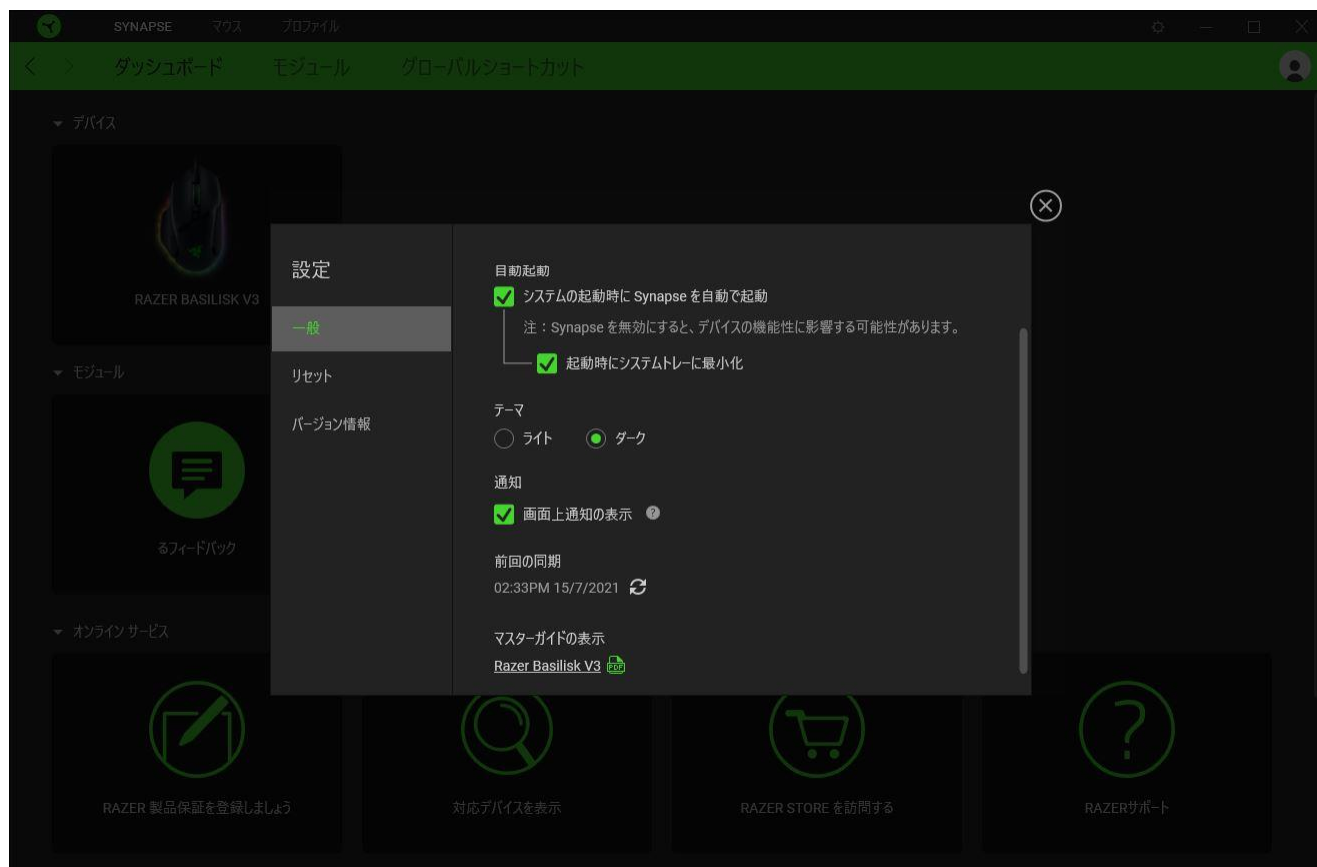 SYNAPSE マウス プロファイル
ダッシュボード モジュール グローバルショートカット
デバイス
RAZER BASILISK V3
モジュール
るフィードバック
オンライン サービス
RAZER 製品保証を登録しましょう
対応デバイスを表示
RAZER STORE を訪問する
RAZERサポート
設定
一般
リセット
バージョン情報
自動起動
システムの起動時に Synapse を自動で起動
注：Synapse を無効にすると、デバイスの機能性に影響する可能性があります。
起動時にシステムトレーに最小化
テーマ
ライト ダーク
通知
画面上通知の表示 ?
前回の同期
02:33PM 15/7/2021
マスターガイドの表示
Razer Basilisk V3 PDF